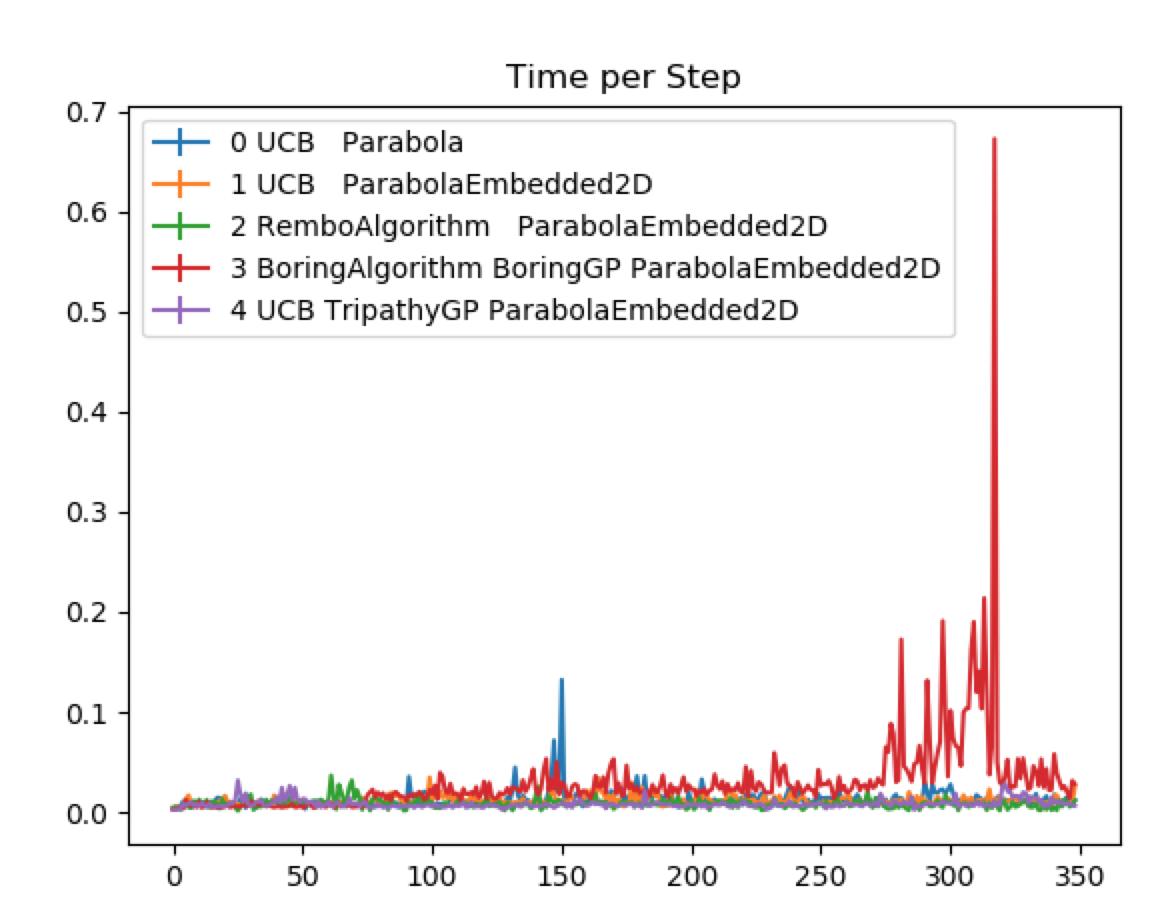 Time per Step
0.7
0.6
0.5
0.4
0.3
0.2
0.1
0.0
0 UCB   Parabola
1 UCB   ParabolaEmbedded2D
2 RemboAlgorithm   ParabolaEmbedded2D
3 BoringAlgorithm BoringGP ParabolaEmbedded2D
4 UCB TripathyGP ParabolaEmbedded2D
0 50 100 150 200 250 300 350